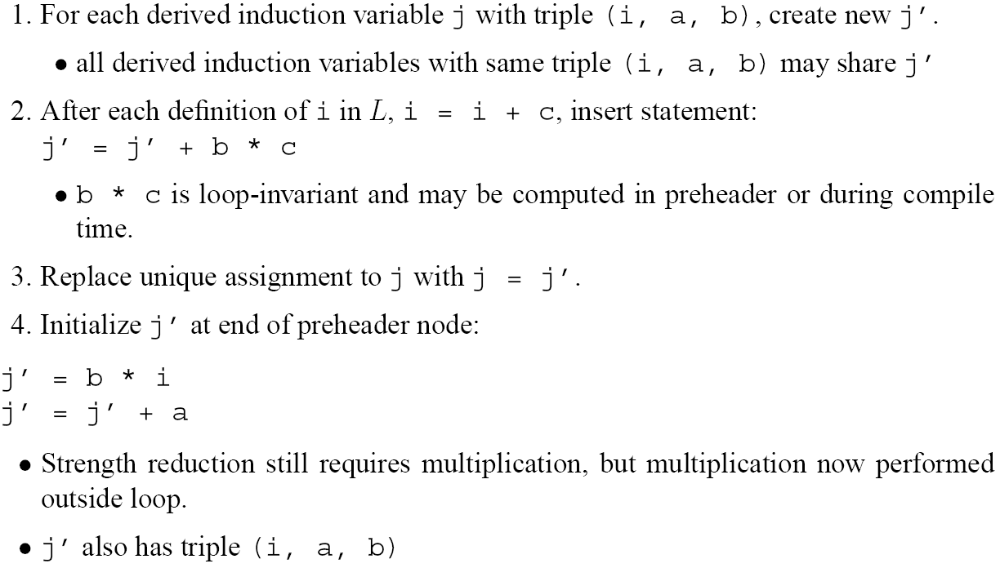 1. For each derived induction variable j with triple (i, a, b), create new j′.
• all derived induction variables with same triple (i, a, b) may share j′
2. After each definition of i in L, i = i + c, insert statement:
j′ = j′ + b * c
• b * c is loop-invariant and may be computed in preheader or during compile
time.
3. Replace unique assignment to j with j = j′.
4. Initialize j′ at end of preheader node:
j′ = b * i
j′ = j′ + a
• Strength reduction still requires multiplication, but multiplication now performed
outside loop.
• j′ also has triple (i, a, b)